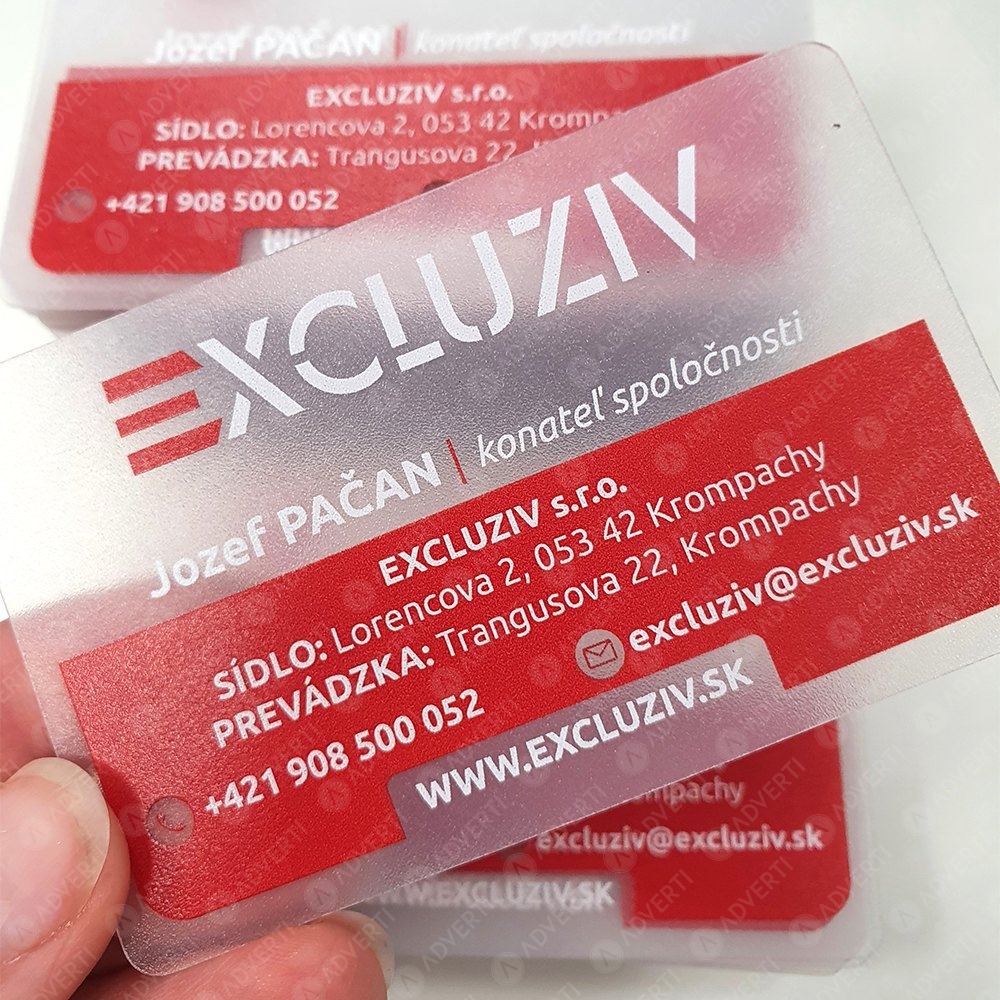 Jozef PAČAN | konateľ spoločnosti
EXCLUZIV s.r.o.
SÍDLO: Lorencova 2, 053 42
PREVÁDZKA: Trangusova 22,
+421 908 500 052
EXCLUZIV
Jozef PAČAN | konateľ spoločnosti
EXCLUZIV s.r.o.
SÍDLO: Lorencova 2, 053 42 Krompachy
PREVÁDZKA: Trangusova 22, Krompachy
+421 908 500 052
excluziv@excluziv.sk
WWW.EXCLUZIV.SK
excluziv@excluziv.sk
WWW.EXCLUZIV.SK
ADVERTI